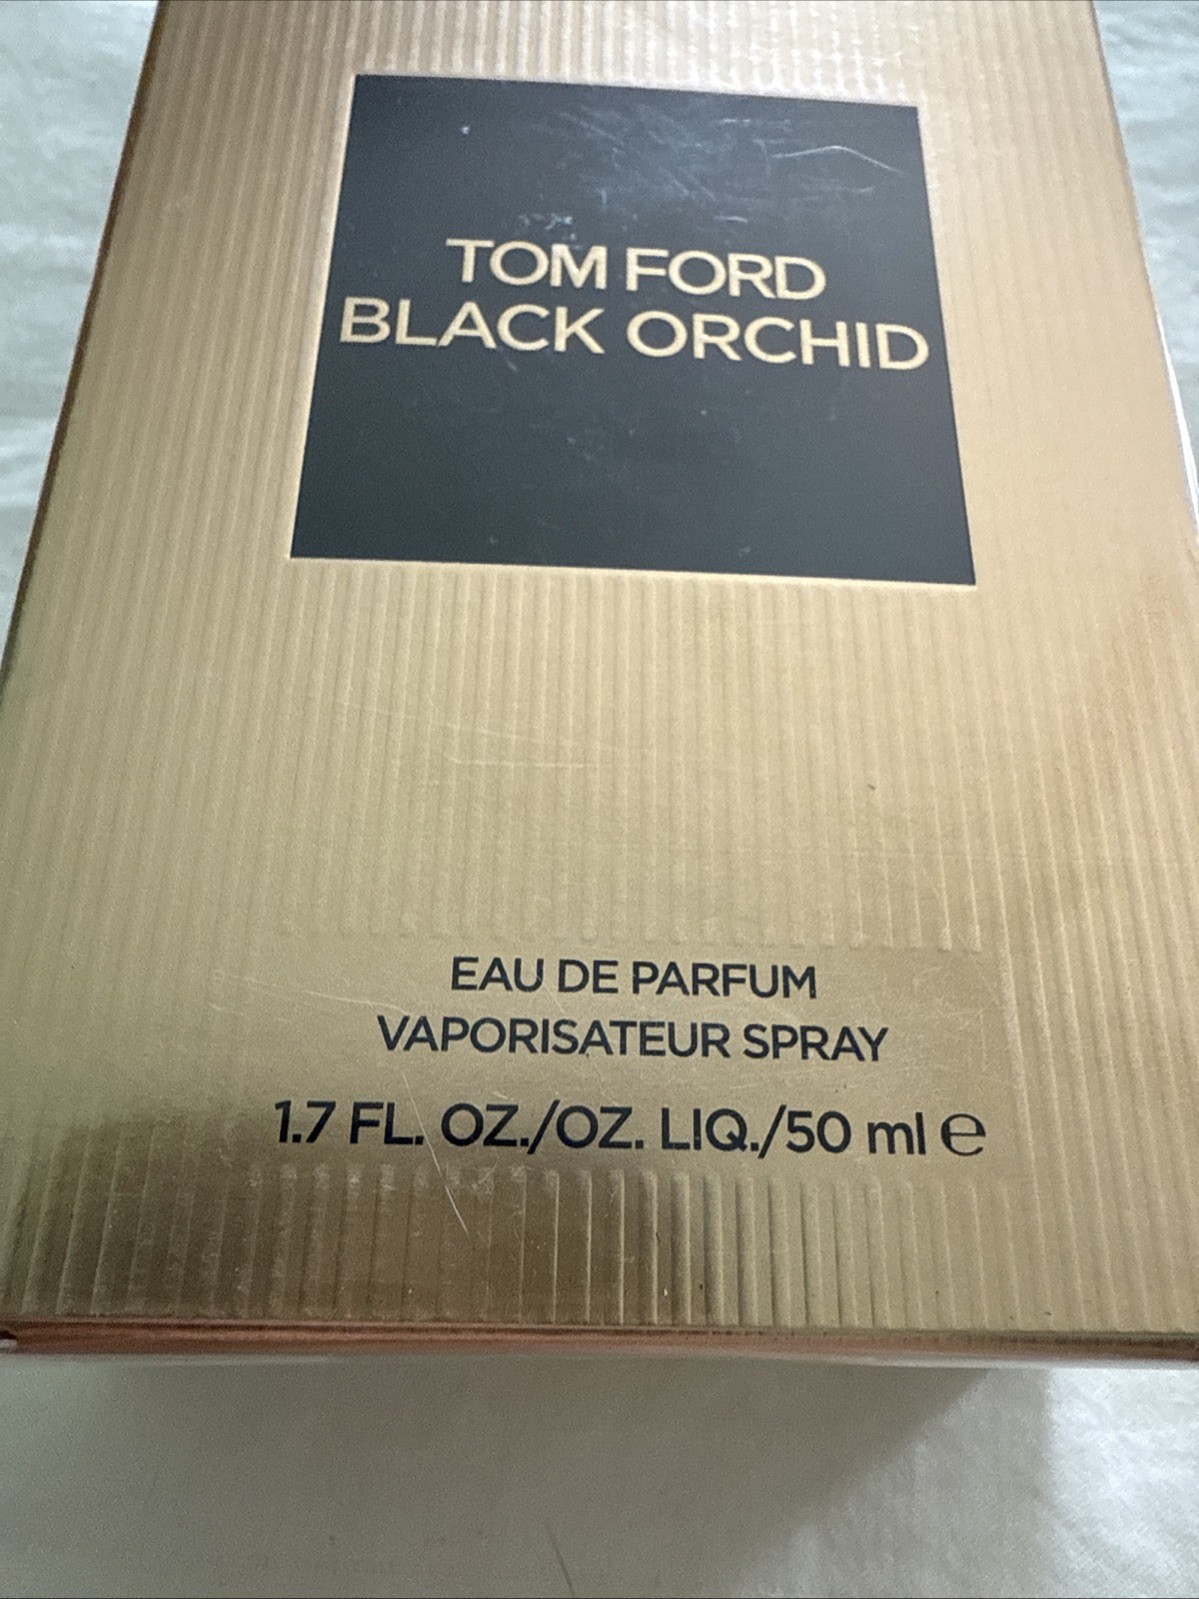 TOM FORD
BLACK ORCHID
EAU DE PARFUM
VAPORISATEUR SPRAY
1.7 FL. OZ./OZ. LIQ./50 ml ℮